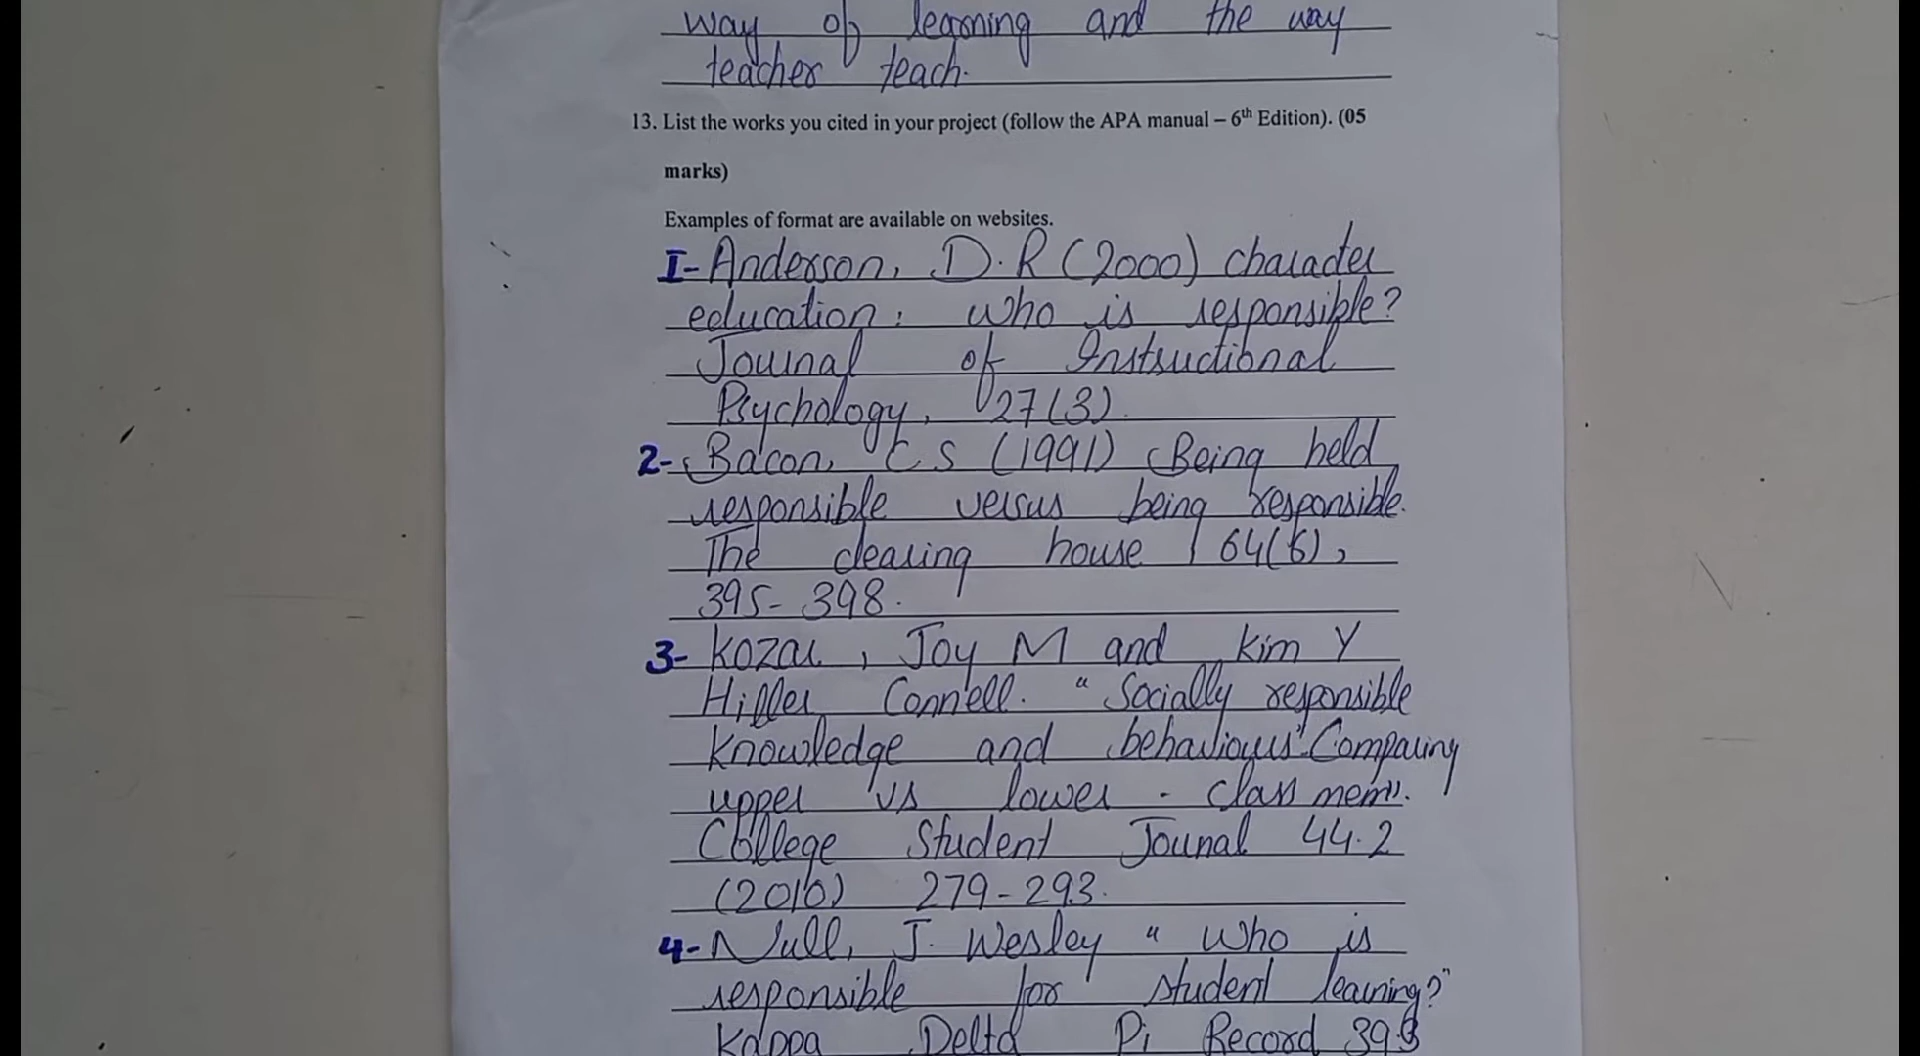 way of learning and the way
teacher teach.
13. List the works you cited in your project (follow the APA manual – 6th Edition). (05
marks)
Examples of format are available on websites.
1- Anderson, D.R (2000) character
education: who is responsible?
Journal of Instructional
Psychology, 27(3).
2- Bacon, C S (1991) Being held
responsible versus being responsible.
The clearing house 64(6),
395-398.
3- Kozar, Joy M and Kim Y
Hiller Connell. "Socially responsible
Knowledge and behaviours" Comparing
upper vs lower - class men".
College Student Jounal 44.2
(2010) 279-293.
4- Null, J. Wesley "Who is
responsible for student learning?"
Kappa Delta Pi Record